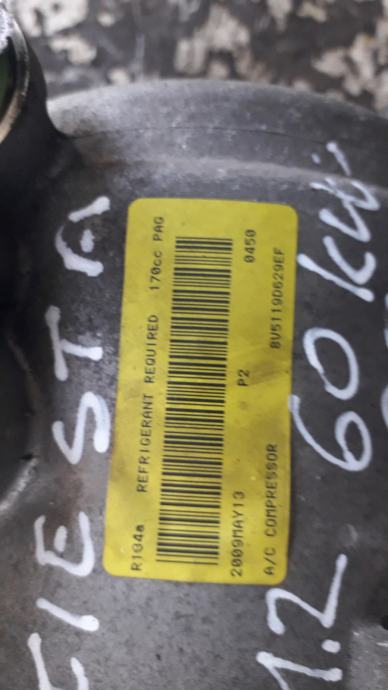 FIESTA
R134a REFRIGERANT REQUIRED 170cc PAG
2009MAY13 P2 0450
A/C COMPRESSOR 8V5119D629EF
1.2 60 KW